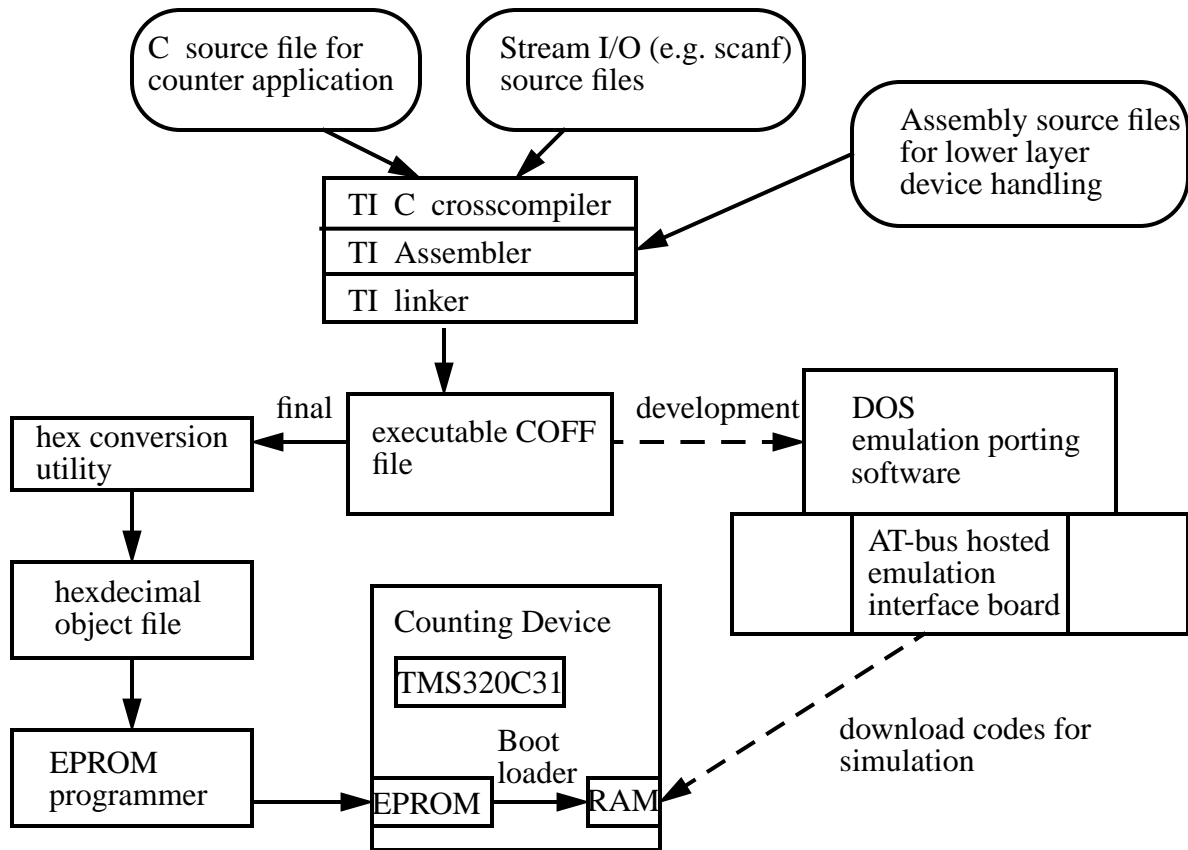 C source file for
counter application
Stream I/O (e.g. scanf)
source files
Assembly source files
for lower layer
device handling
TI C crosscompiler
TI Assembler
TI linker
final
executable COFF
file
development
DOS
emulation porting
software
hex conversion
utility
AT-bus hosted
emulation
interface board
hexdecimal
object file
Counting Device
TMS320C31
download codes for
simulation
EPROM
programmer
Boot
loader
EPROM
RAM